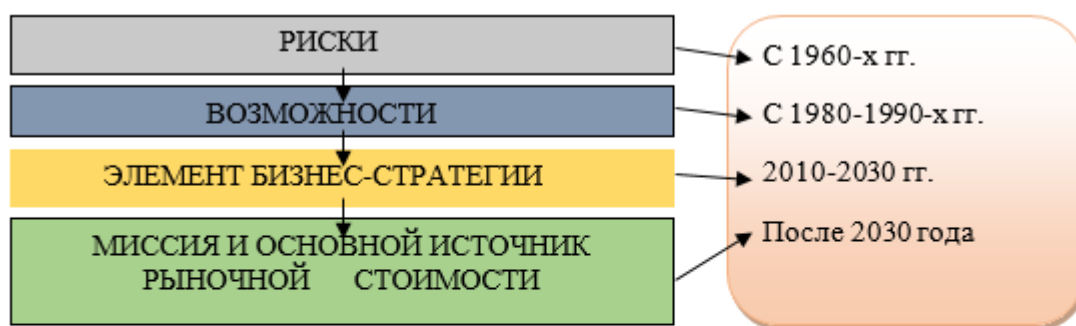 РИСКИ
ВОЗМОЖНОСТИ
ЭЛЕМЕНТ БИЗНЕС-СТРАТЕГИИ
МИССИЯ И ОСНОВНОЙ ИСТОЧНИК
РЫНОЧНОЙ СТОИМОСТИ
С 1960-х гг.
С 1980-1990-х гг.
2010-2030 гг.
После 2030 года